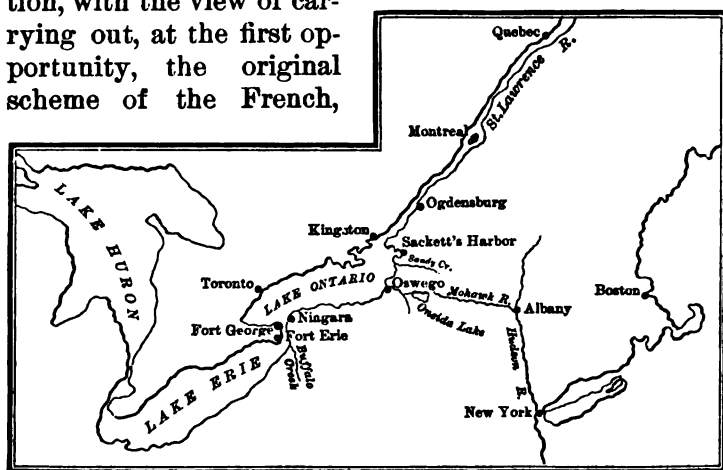 tion, with the view of car-
rying out, at the first op-
portunity, the original
scheme of the French,
Quebec
St. Lawrence R.
Montreal
Ogdensburg
Kingston
Sackett's Harbor
Sandy Cr.
LAKE HURON
Toronto
LAKE ONTARIO
Oswego
Mohawk R.
Oneida Lake
Albany
Boston
Fort George
Niagara
Fort Erie
Buffalo
Creek
LAKE ERIE
Hudson R.
New York